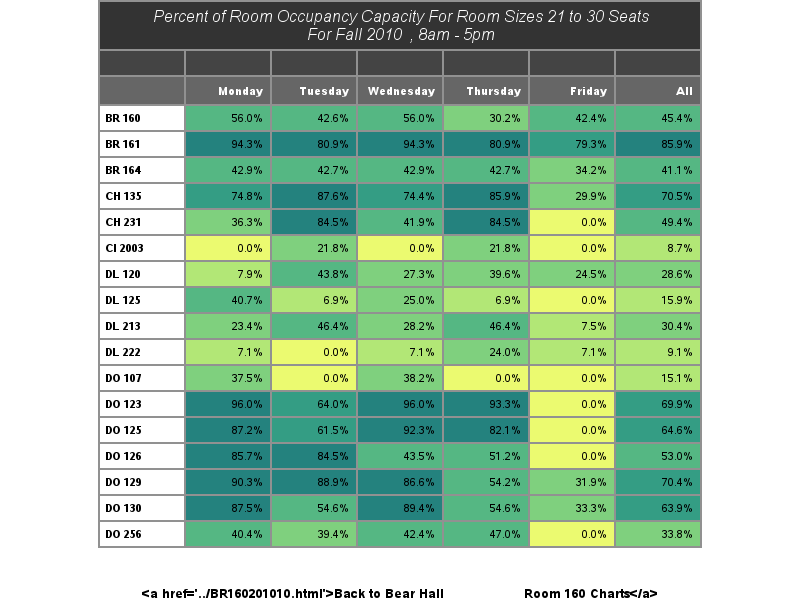 Percent of Room Occupancy Capacity For Room Sizes 21 to 30 Seats
For Fall 2010 , 8am - 5pm
Monday Tuesday Wednesday Thursday Friday All
BR 160 56.0% 42.6% 56.0% 30.2% 42.4% 45.4%
BR 161 94.3% 80.9% 94.3% 80.9% 79.3% 85.9%
BR 164 42.9% 42.7% 42.9% 42.7% 34.2% 41.1%
CH 135 74.8% 87.6% 74.4% 85.9% 29.9% 70.5%
CH 231 36.3% 84.5% 41.9% 84.5% 0.0% 49.4%
CI 2003 0.0% 21.8% 0.0% 21.8% 0.0% 8.7%
DL 120 7.9% 43.8% 27.3% 39.6% 24.5% 28.6%
DL 125 40.7% 6.9% 25.0% 6.9% 0.0% 15.9%
DL 213 23.4% 46.4% 28.2% 46.4% 7.5% 30.4%
DL 222 7.1% 0.0% 7.1% 24.0% 7.1% 9.1%
DO 107 37.5% 0.0% 38.2% 0.0% 0.0% 15.1%
DO 123 96.0% 64.0% 96.0% 93.3% 0.0% 69.9%
DO 125 87.2% 61.5% 92.3% 82.1% 0.0% 64.6%
DO 126 85.7% 84.5% 43.5% 51.2% 0.0% 53.0%
DO 129 90.3% 88.9% 86.6% 54.2% 31.9% 70.4%
DO 130 87.5% 54.6% 89.4% 54.6% 33.3% 63.9%
DO 256 40.4% 39.4% 42.4% 47.0% 0.0% 33.8%
<a href='../BR160201010.html'>Back to Bear Hall Room 160 Charts</a>